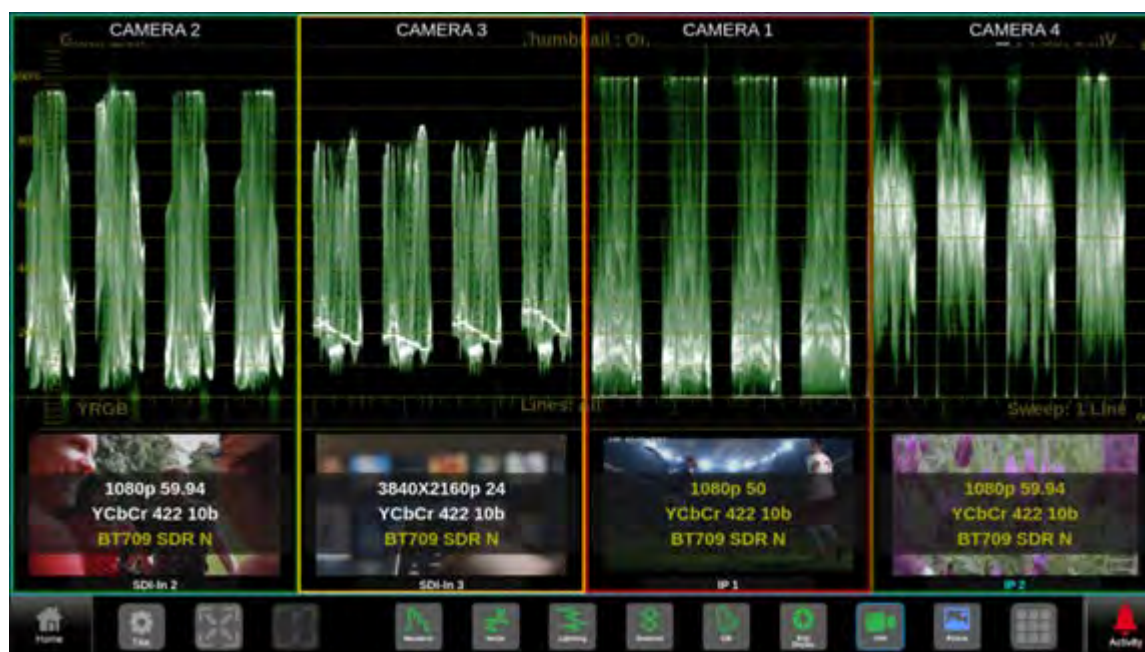 CAMERA 2
CAMERA 3
CAMERA 1
CAMERA 4
YRGB
Lines: All
Sweep: 1 Line
1080p 59.94
YCbCr 422 10b
BT709 SDR N
SDI-In 2
3840X2160p 24
YCbCr 422 10b
BT709 SDR N
SDI-In 3
1080p 50
YCbCr 422 10b
BT709 SDR N
IP 1
1080p 59.94
YCbCr 422 10b
BT709 SDR N
IP 2
Home
Activity